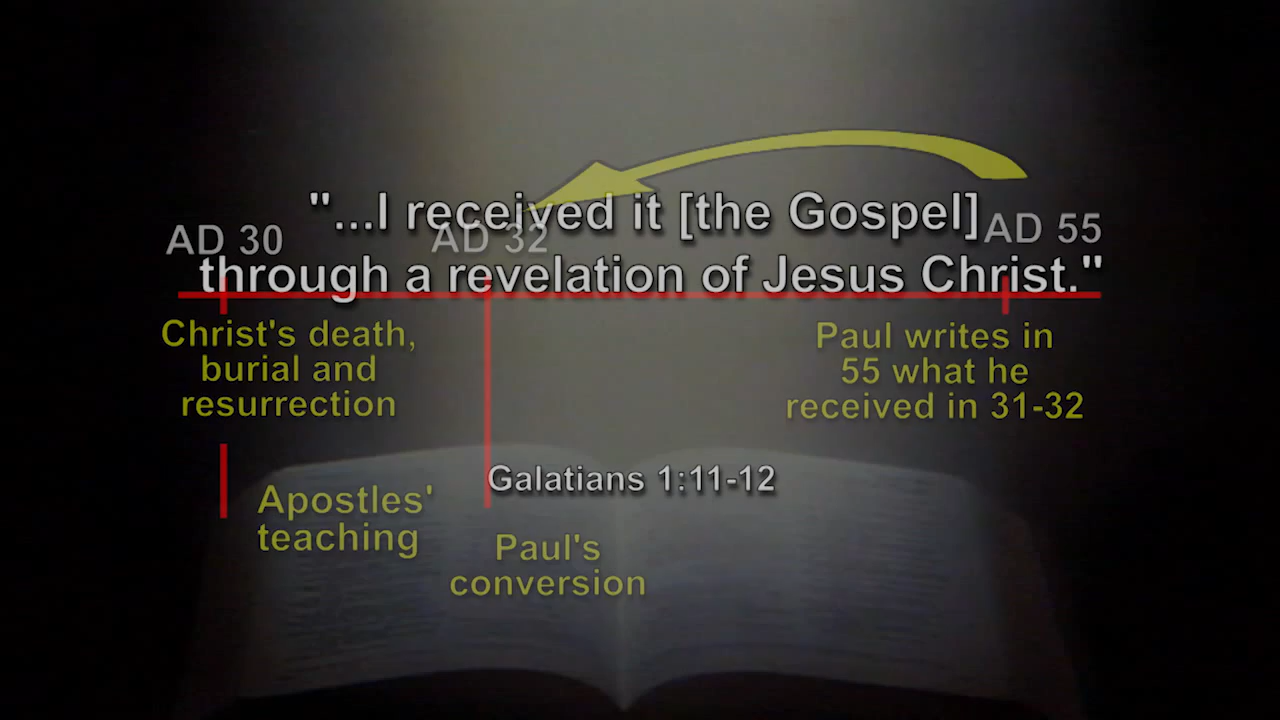 "...I received it [the Gospel]
through a revelation of Jesus Christ."
Galatians 1:11-12
AD 30
AD 32
AD 55
Christ's death,
burial and
resurrection
Apostles'
teaching
Paul's
conversion
Paul writes in
55 what he
received in 31-32